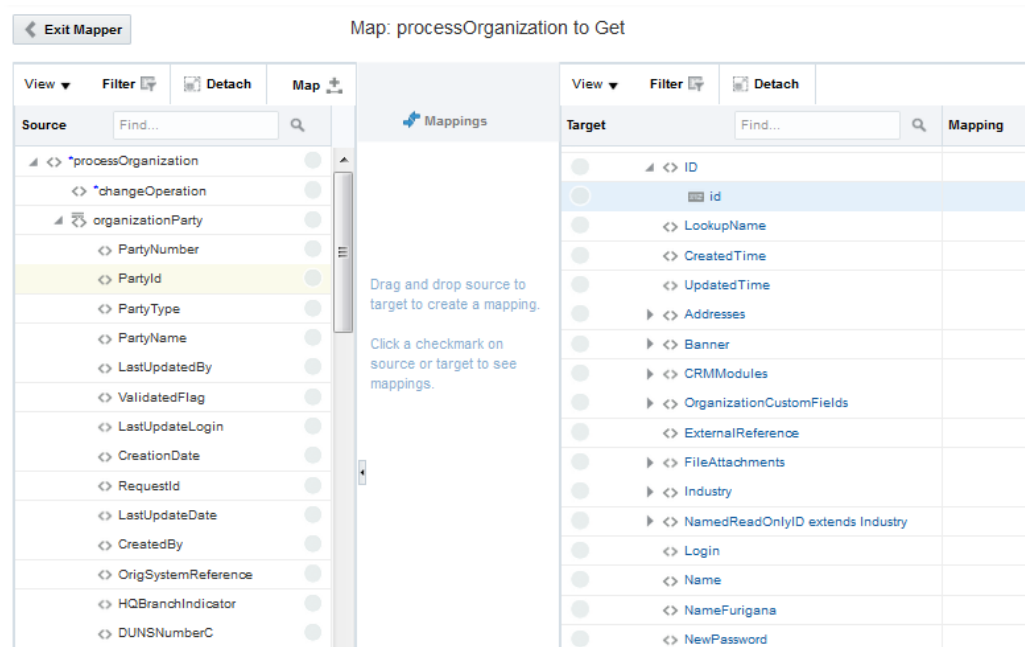 Exit Mapper
Map: processOrganization to Get
View
Filter
Detach
Map
Source
Find...
*processOrganization
*changeOperation
organizationParty
PartyNumber
PartyId
PartyType
PartyName
LastUpdatedBy
ValidatedFlag
LastUpdateLogin
CreationDate
RequestId
LastUpdateDate
CreatedBy
OrigSystemReference
HQBranchIndicator
DUNSNumberC
Mappings
Drag and drop source to
target to create a mapping.
Click a checkmark on
source or target to see
mappings.
View
Filter
Detach
Target
Find...
Mapping
ID
id
LookupName
CreatedTime
UpdatedTime
Addresses
Banner
CRMModules
OrganizationCustomFields
ExternalReference
FileAttachments
Industry
NamedReadOnlyID extends Industry
Login
Name
NameFurigana
NewPassword